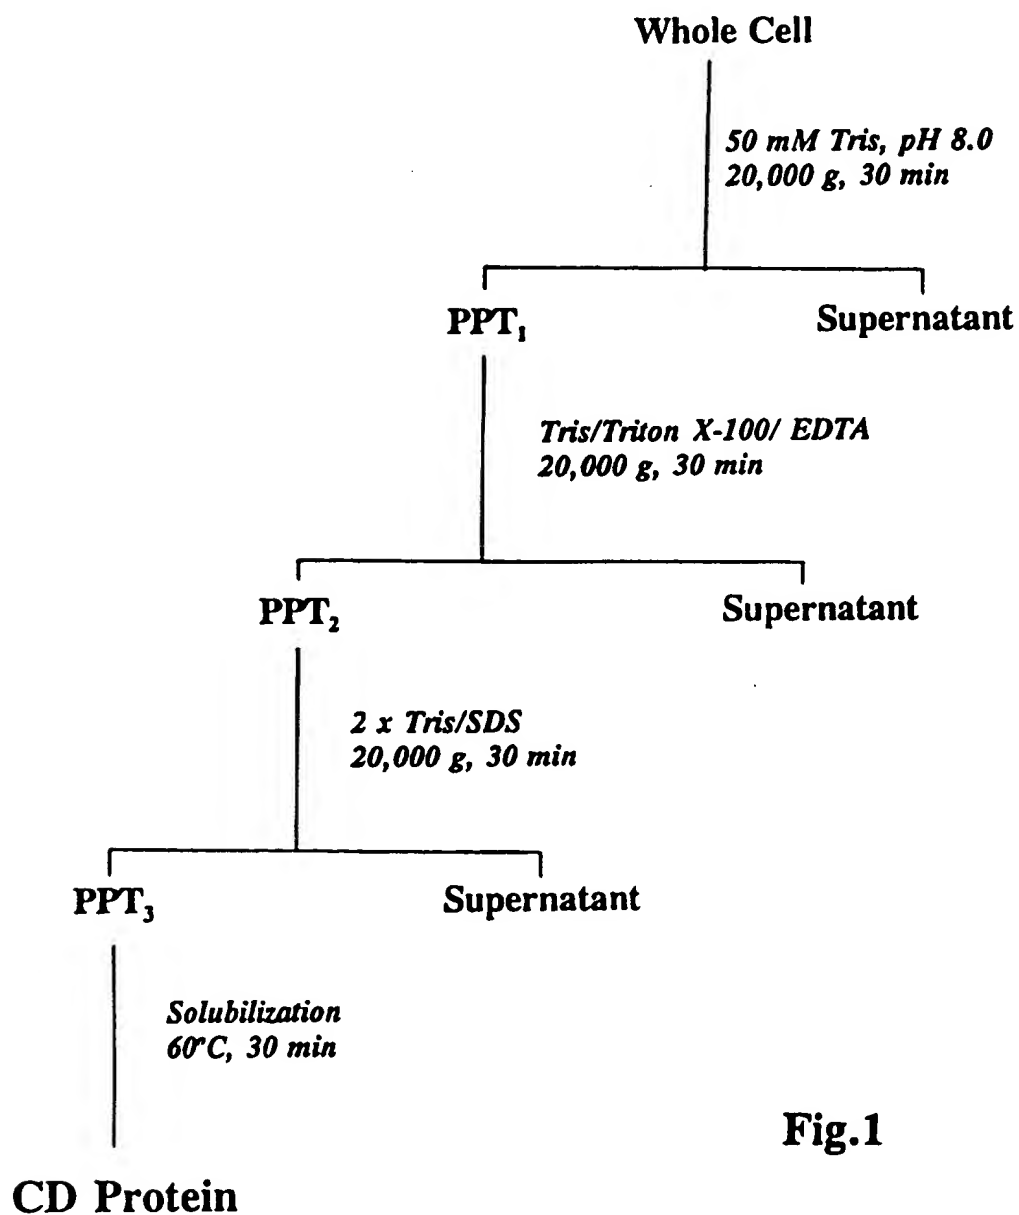 Whole Cell
50 mM Tris, pH 8.0
20,000 g, 30 min
PPT₁
Supernatant
Tris/Triton X-100/ EDTA
20,000 g, 30 min
PPT₂
Supernatant
2 x Tris/SDS
20,000 g, 30 min
PPT₃
Supernatant
Solubilization
60°C, 30 min
Fig.1
CD Protein